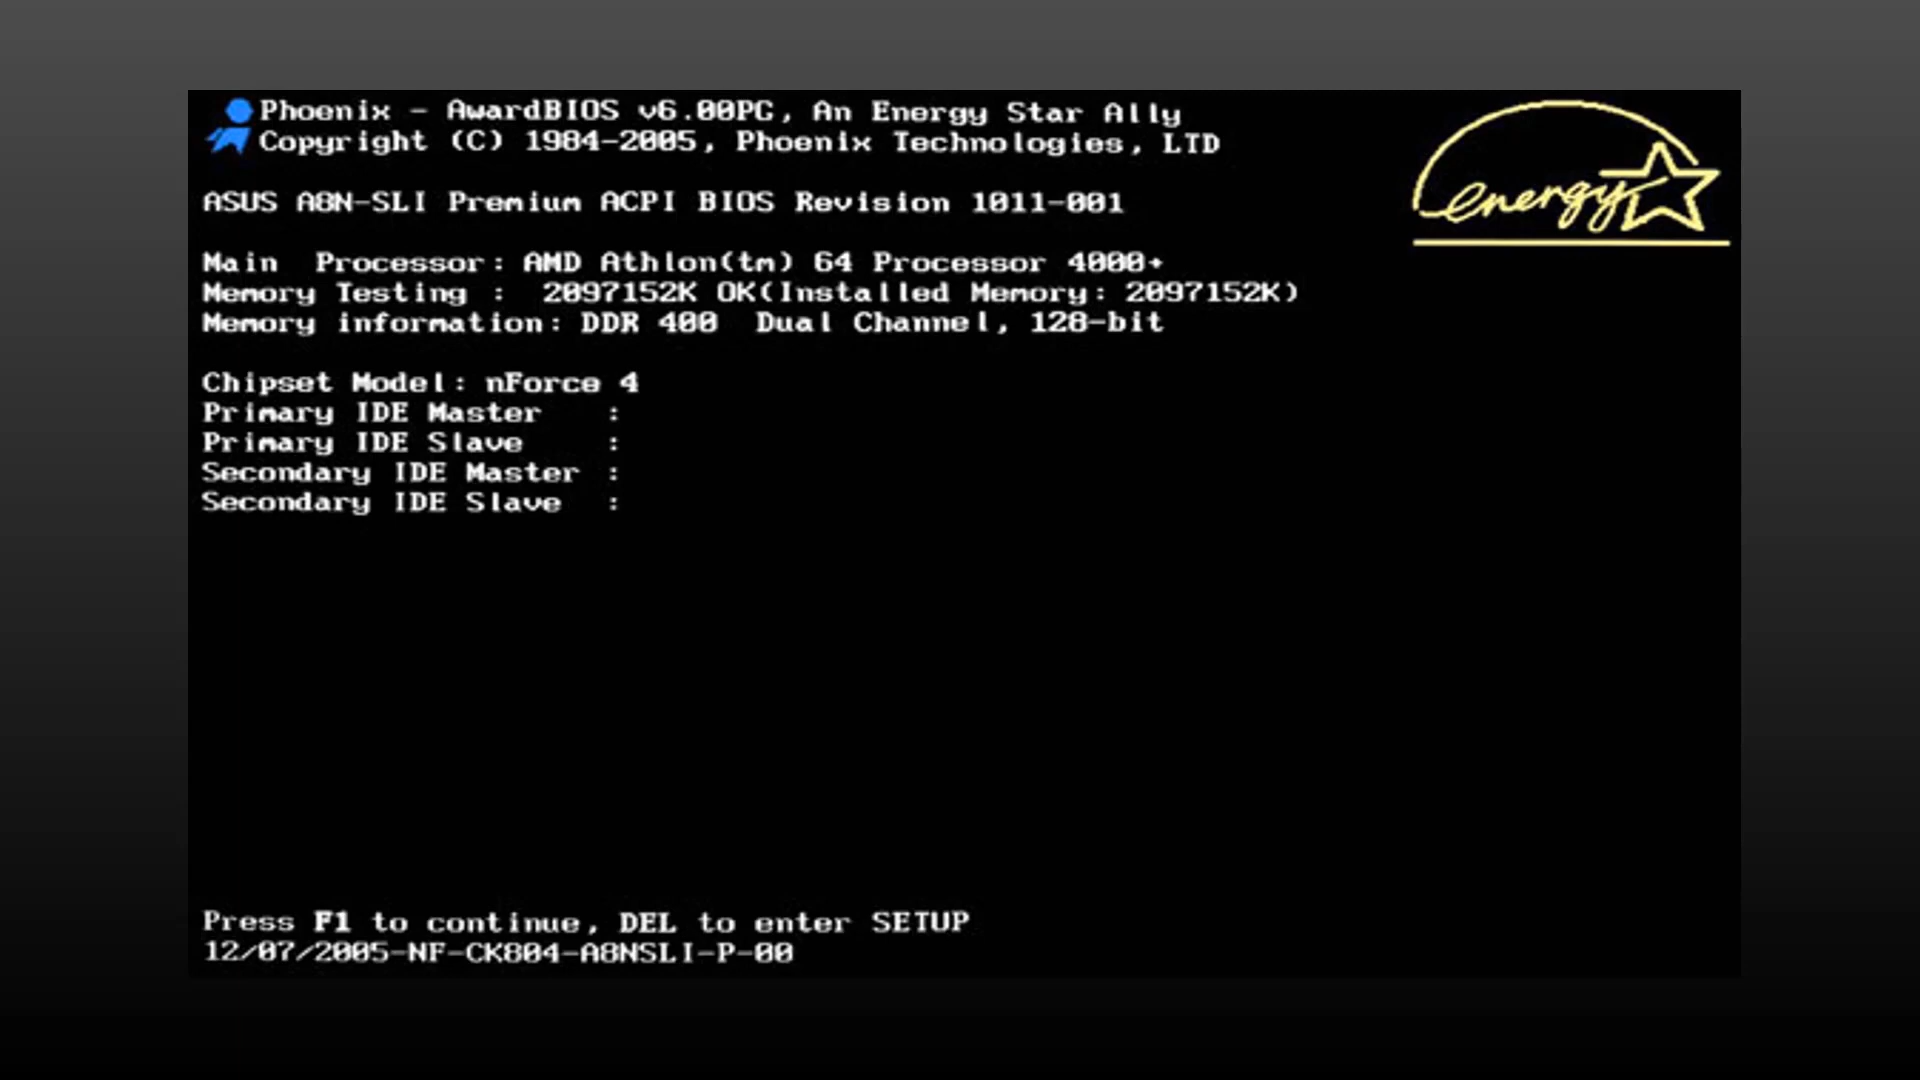 Phoenix - AwardBIOS v6.00PG, An Energy Star Ally
Copyright (C) 1984-2005, Phoenix Technologies, LTD
energy
ASUS A8N-SLI Premium ACPI BIOS Revision 1011-001
Main Processor: AMD Athlon(tm) 64 Processor 4000+
Memory Testing : 2097152K OK(Installed Memory: 2097152K)
Memory information: DDR 400 Dual Channel, 128-bit
Chipset Model: nForce 4
Primary IDE Master :
Primary IDE Slave :
Secondary IDE Master :
Secondary IDE Slave :
Press F1 to continue, DEL to enter SETUP
12/07/2005-NF-CK804-A8NSLI-P-00